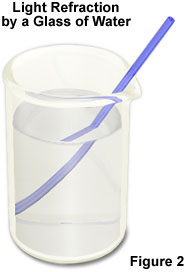 Light Refraction
by a Glass of Water
Figure 2